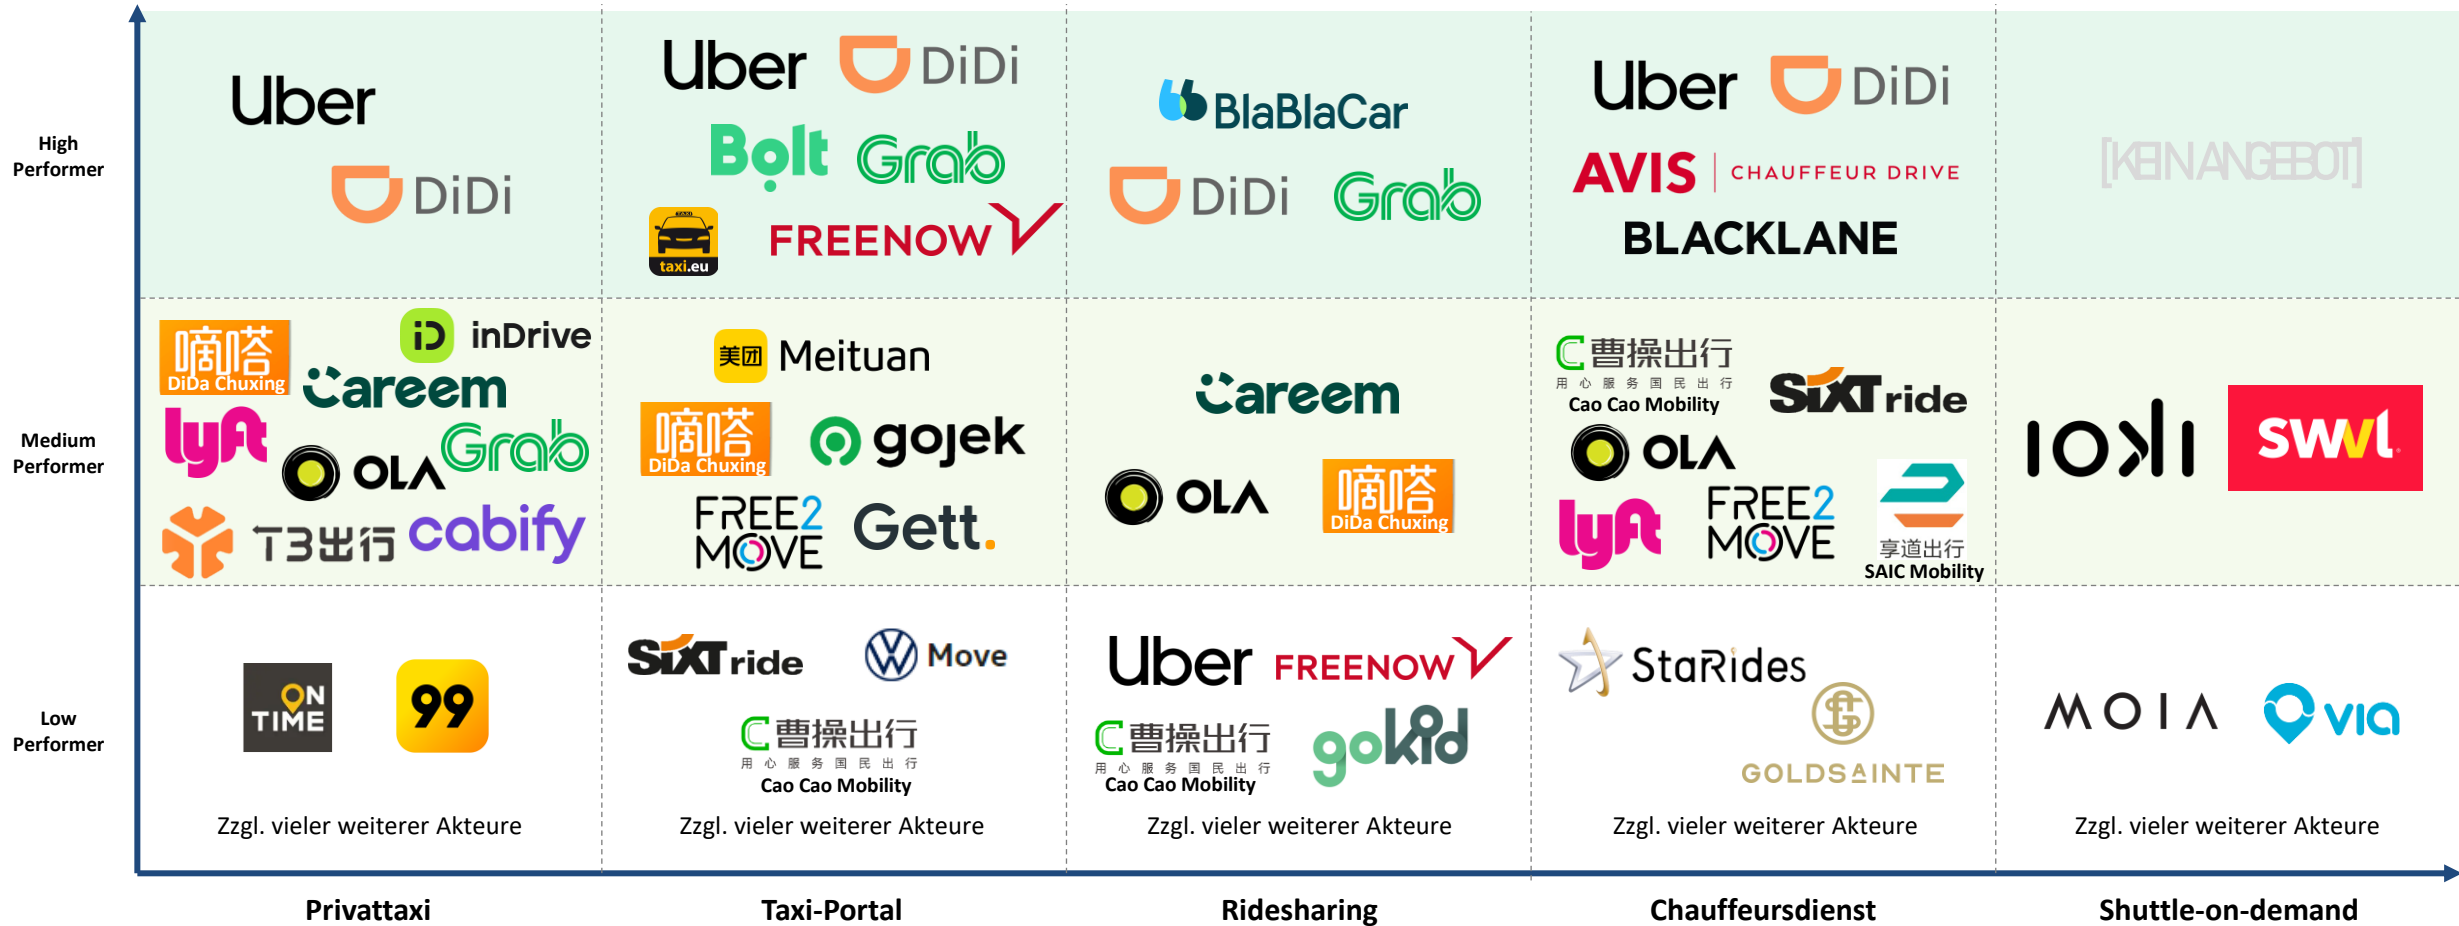 High
Performer
Uber
DiDi
Uber
DiDi
Bolt
Grab
TAXI
taxi.eu
FREENOW
BlaBlaCar
DiDi
Grab
Uber
DiDi
AVIS
CHAUFFEUR DRIVE
BLACKLANE
[KEIN ANGEBOT]
Medium
Performer
嘀嗒
DiDa Chuxing
iD inDrive
Careem
lyft
OLA
Grab
T3出行
cabify
美团 Meituan
嘀嗒
DiDa Chuxing
gojek
FREE2
MOVE
Gett.
Careem
OLA
嘀嗒
DiDa Chuxing
曹操出行
用心服务国民出行
Cao Cao Mobility
SiXT ride
OLA
lyft
FREE2
MOVE
享道出行
SAIC Mobility
ioki
swvl
Low
Performer
ON
TIME
99
SiXT ride
Move
曹操出行
用心服务国民出行
Cao Cao Mobility
Uber
FREENOW
曹操出行
用心服务国民出行
Cao Cao Mobility
gokid
StaRides
GOLDSAINTE
MOIA
via
Zzgl. vieler weiterer Akteure
Zzgl. vieler weiterer Akteure
Zzgl. vieler weiterer Akteure
Zzgl. vieler weiterer Akteure
Zzgl. vieler weiterer Akteure
Privattaxi
Taxi-Portal
Ridesharing
Chauffeursdienst
Shuttle-on-demand